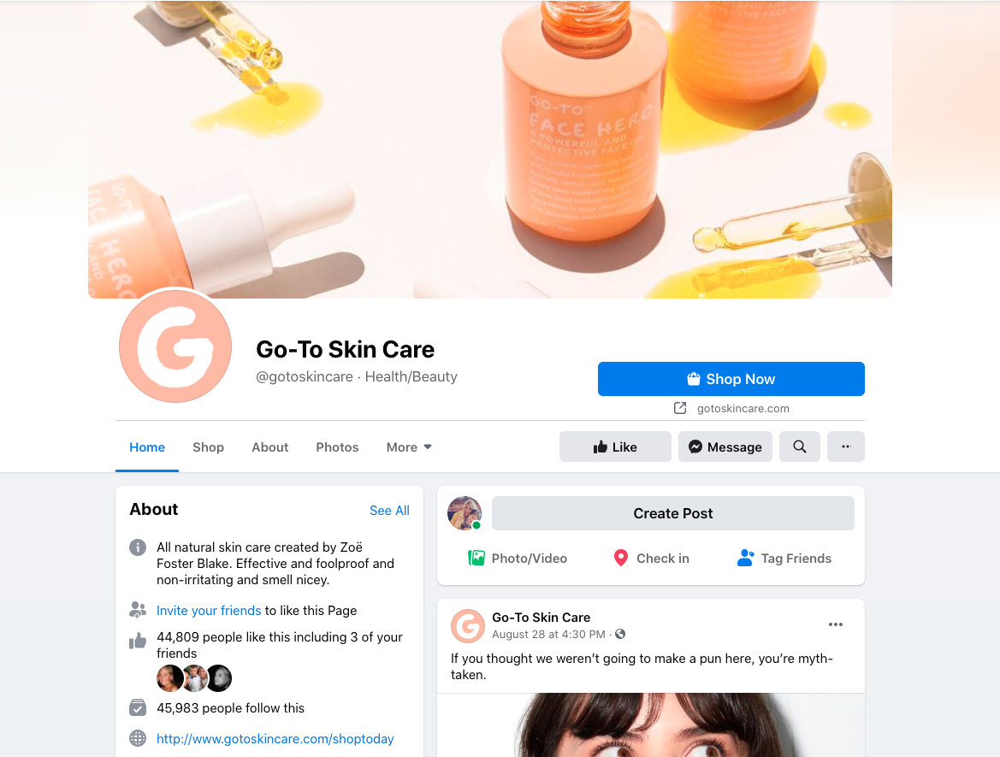 GO-TO™
FACE HERO
A POWERFUL AND
PROTECTIVE FACE OIL
GO-TO
FACE HERO
Go-To Skin Care
@gotoskincare · Health/Beauty
Shop Now
gotoskincare.com
Home
Shop
About
Photos
More
Like
Message
About
See All
All natural skin care created by Zoë
Foster Blake. Effective and foolproof and
non-irritating and smell nicey.
Invite your friends to like this Page
44,809 people like this including 3 of your
friends
45,983 people follow this
http://www.gotoskincare.com/shoptoday
Create Post
Photo/Video
Check in
Tag Friends
Go-To Skin Care
August 28 at 4:30 PM ·
If you thought we weren’t going to make a pun here, you’re myth-
taken.